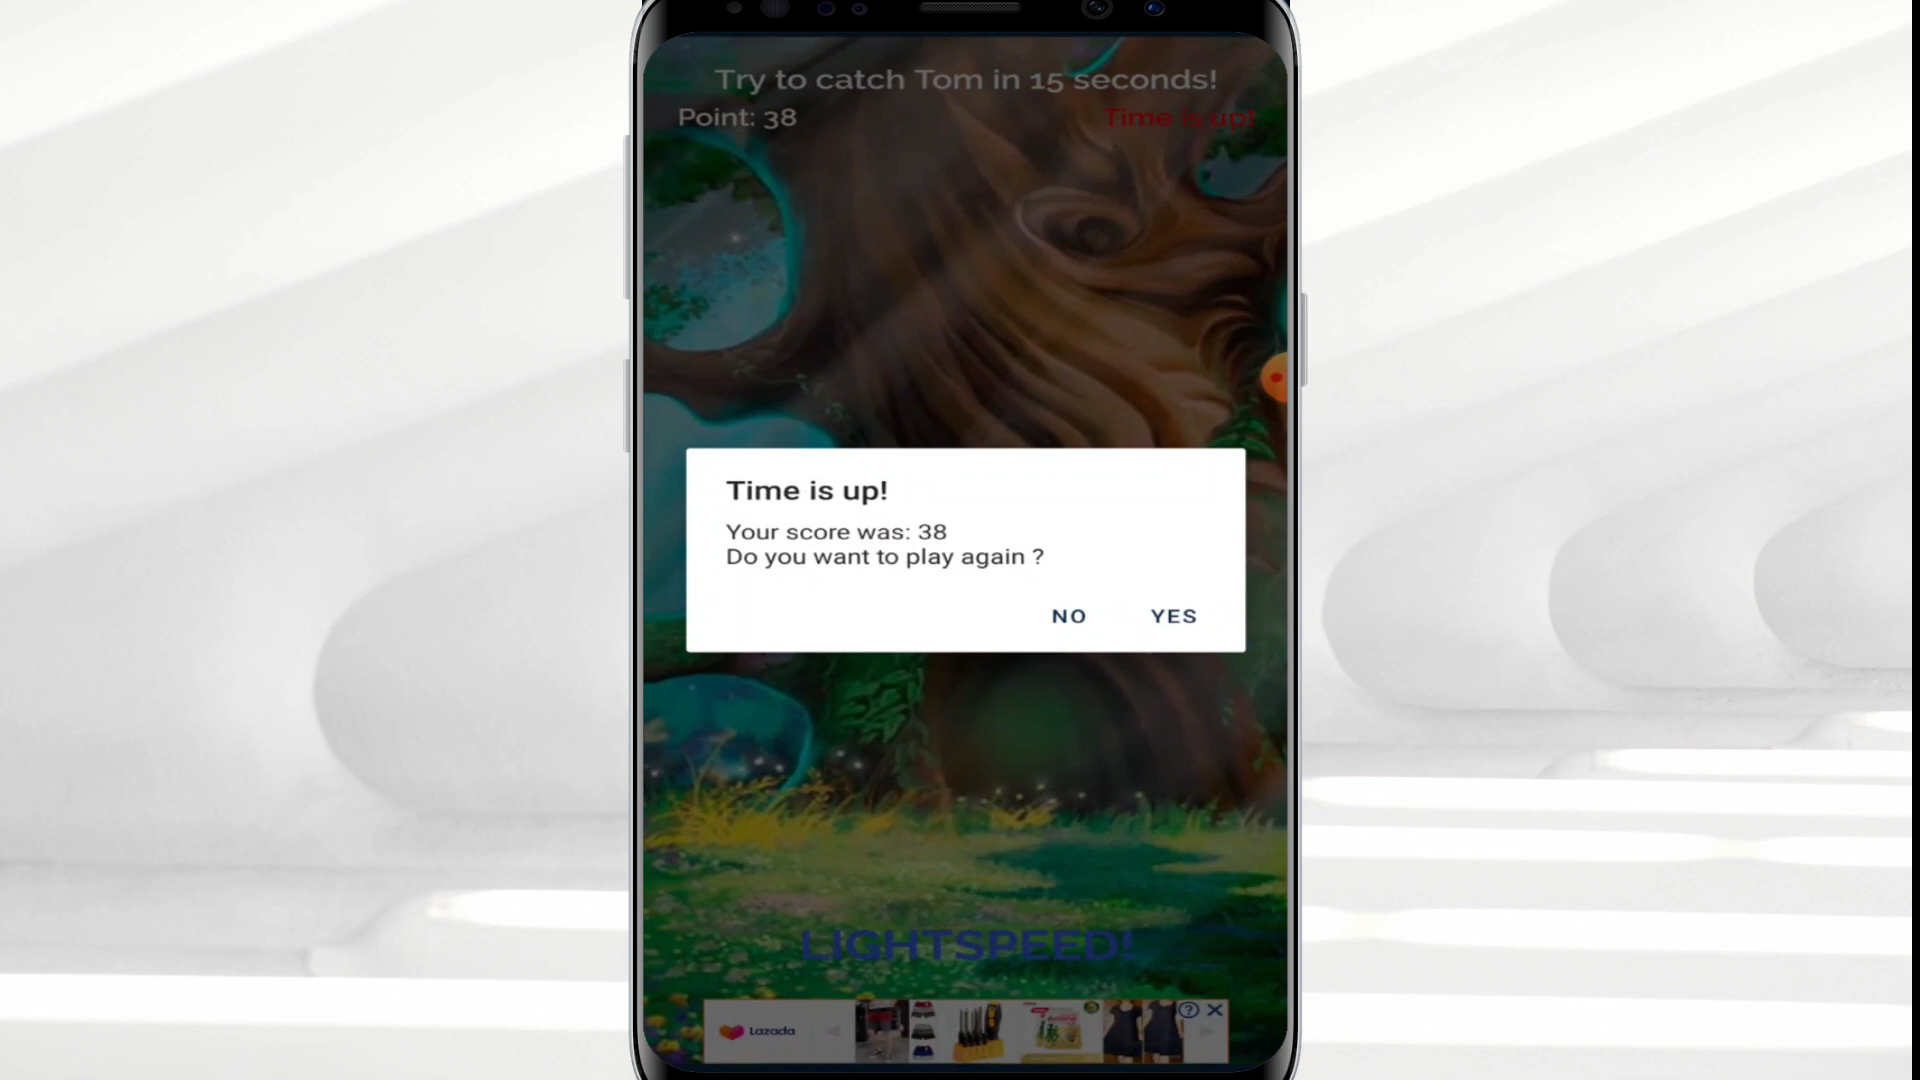 Try to catch Tom in 15 seconds!
Point: 38
Time is up!
Time is up!
Your score was: 38
Do you want to play again ?
NO
YES
LIGHTSPEED!
Lazada